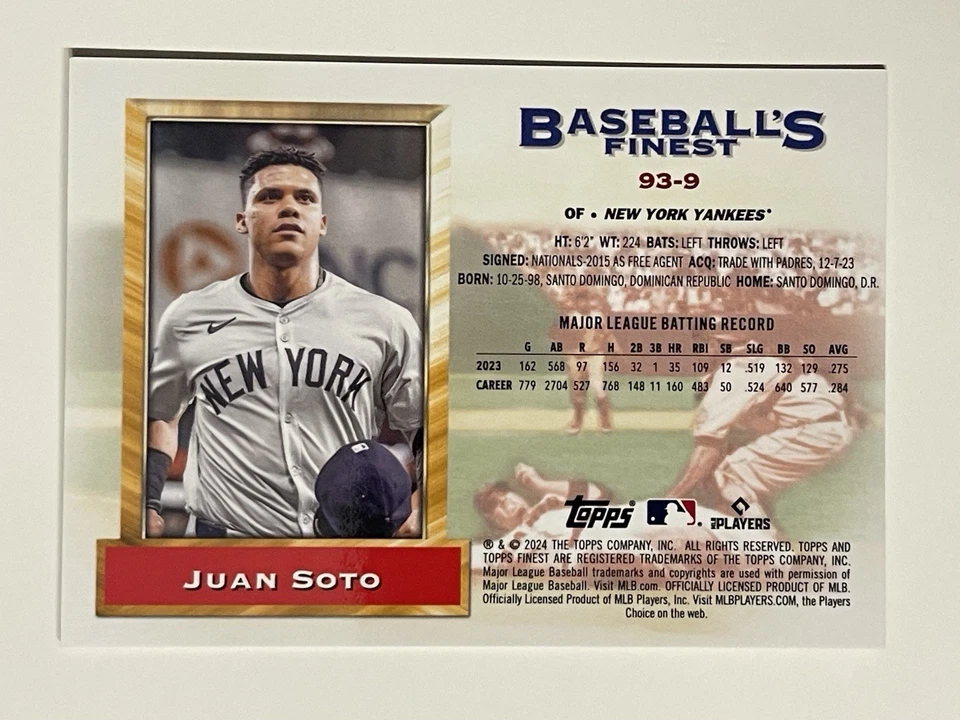 BASEBALL'S
FINEST
93-9
OF • NEW YORK YANKEES®
HT: 6'2" WT: 224 BATS: LEFT THROWS: LEFT
SIGNED: NATIONALS-2015 AS FREE AGENT ACQ: TRADE WITH PADRES, 12-7-23
BORN: 10-25-98, SANTO DOMINGO, DOMINICAN REPUBLIC HOME: SANTO DOMINGO, D.R.
MAJOR LEAGUE BATTING RECORD
G AB R H 2B 3B HR RBI SB SLG BB SO AVG
2023 162 568 97 156 32 1 35 109 12 .519 132 129 .275
CAREER 779 2704 527 768 148 11 160 483 50 .524 640 577 .284
NEW YORK
JUAN SOTO
Topps® MLB PLAYERS
® & © 2024 THE TOPPS COMPANY, INC. ALL RIGHTS RESERVED. TOPPS AND
TOPPS FINEST ARE REGISTERED TRADEMARKS OF THE TOPPS COMPANY, INC.
Major League Baseball trademarks and copyrights are used with permission of
Major League Baseball. Visit MLB.com. OFFICIALLY LICENSED PRODUCT OF MLB.
Officially Licensed Product of MLB Players, Inc. Visit MLBPLAYERS.COM, the Players
Choice on the web.